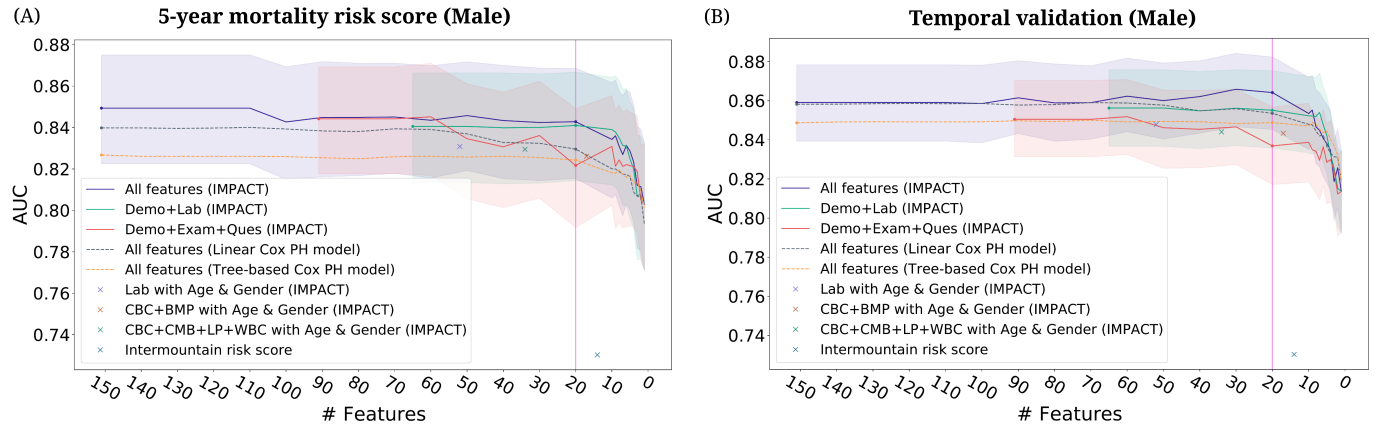 (A) 5-year mortality risk score (Male)
0.88
0.86
0.84
0.82
0.80
0.78
0.76
0.74
AUC
All features (IMPACT)
Demo+Lab (IMPACT)
Demo+Exam+Ques (IMPACT)
All features (Linear Cox PH model)
All features (Tree-based Cox PH model)
Lab with Age & Gender (IMPACT)
CBC+BMP with Age & Gender (IMPACT)
CBC+CMB+LP+WBC with Age & Gender (IMPACT)
Intermountain risk score
150 140 130 120 110 100 90 80 70 60 50 40 30 20 10 0
# Features
(B) Temporal validation (Male)
0.88
0.86
0.84
0.82
0.80
0.78
0.76
0.74
AUC
All features (IMPACT)
Demo+Lab (IMPACT)
Demo+Exam+Ques (IMPACT)
All features (Linear Cox PH model)
All features (Tree-based Cox PH model)
Lab with Age & Gender (IMPACT)
CBC+BMP with Age & Gender (IMPACT)
CBC+CMB+LP+WBC with Age & Gender (IMPACT)
Intermountain risk score
150 140 130 120 110 100 90 80 70 60 50 40 30 20 10 0
# Features